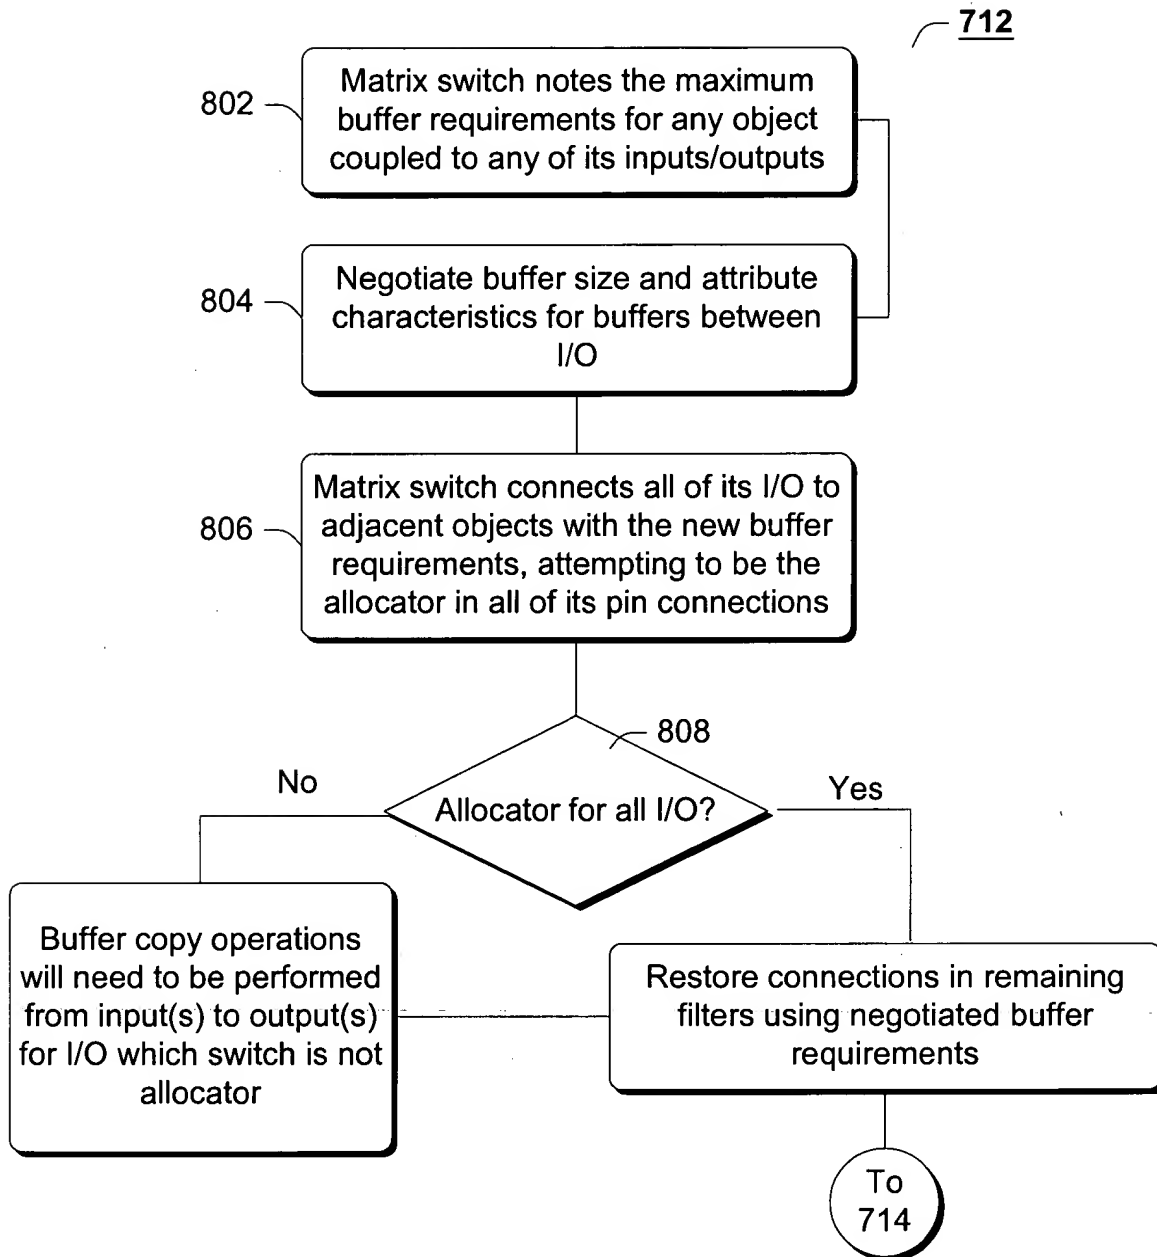 712
802
Matrix switch notes the maximum
buffer requirements for any object
coupled to any of its inputs/outputs
804
Negotiate buffer size and attribute
characteristics for buffers between
I/O
806
Matrix switch connects all of its I/O to
adjacent objects with the new buffer
requirements, attempting to be the
allocator in all of its pin connections
808
No
Allocator for all I/O?
Yes
Buffer copy operations
will need to be performed
from input(s) to output(s)
for I/O which switch is not
allocator
Restore connections in remaining
filters using negotiated buffer
requirements
To
714